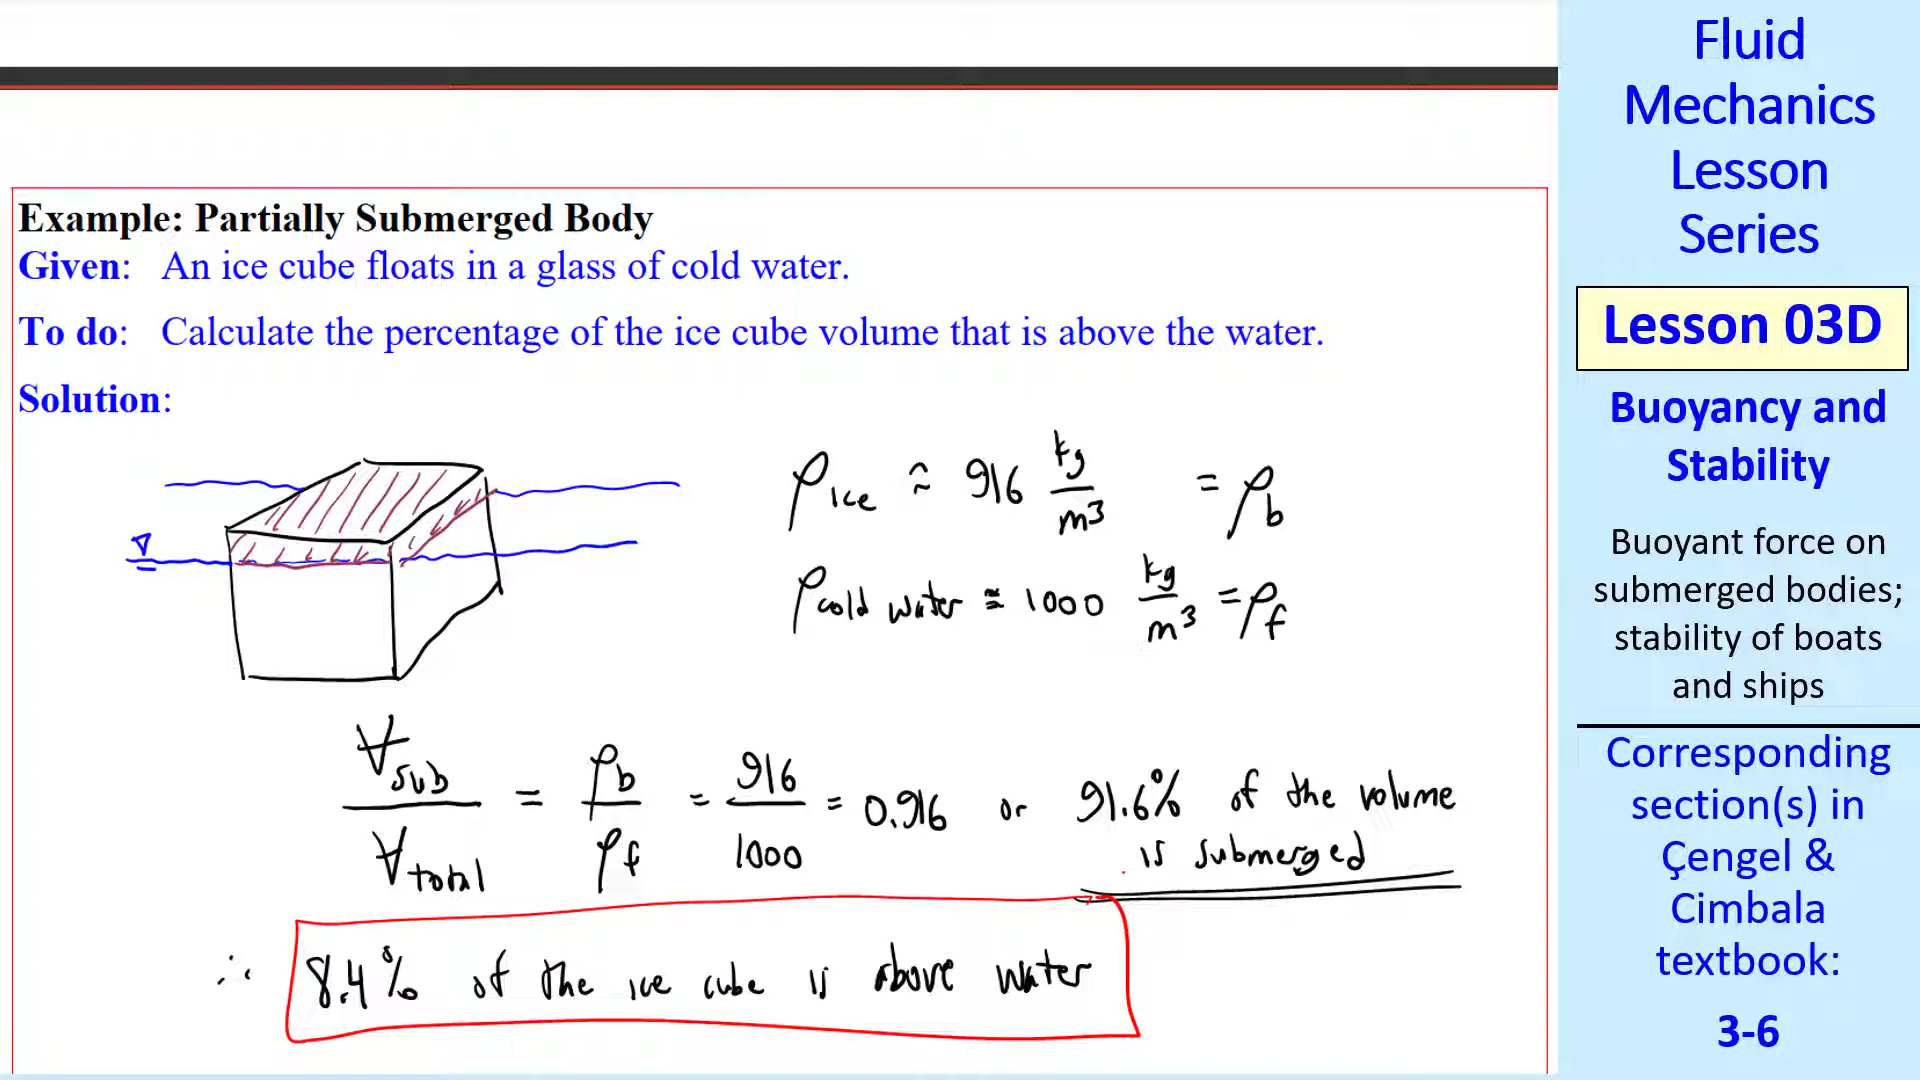 Example: Partially Submerged Body
Given: An ice cube floats in a glass of cold water.
To do: Calculate the percentage of the ice cube volume that is above the water.
Solution:
ρice ≈ 916 kg/m³ = ρb
ρcold water ≅ 1000 kg/m³ = ρf
∇
V̶sub / V̶total = ρb / ρf = 916 / 1000 = 0.916 or 91.6% of the volume
is submerged
∴ 8.4% of the ice cube is above water
Fluid
Mechanics
Lesson
Series
Lesson 03D
Buoyancy and
Stability
Buoyant force on
submerged bodies;
stability of boats
and ships
Corresponding
section(s) in
Çengel &
Cimbala
textbook:
3-6